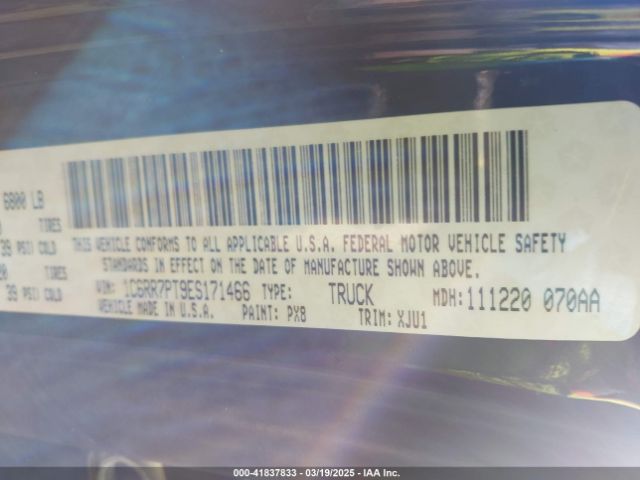 6800 LB
TIRES
39 PSI/ COLD
TIRES
39 PSI/ COLD
THIS VEHICLE CONFORMS TO ALL APPLICABLE U.S.A. FEDERAL MOTOR VEHICLE SAFETY
STANDARDS IN EFFECT ON THE DATE OF MANUFACTURE SHOWN ABOVE.
VIN: 1C6RR7PT9ES171466 TYPE: TRUCK MDH: 111220 070AA
VEHICLE MADE IN U.S.A. PAINT: PX8 TRIM: XJU1
000-41837833 - 03/19/2025 - IAA Inc.